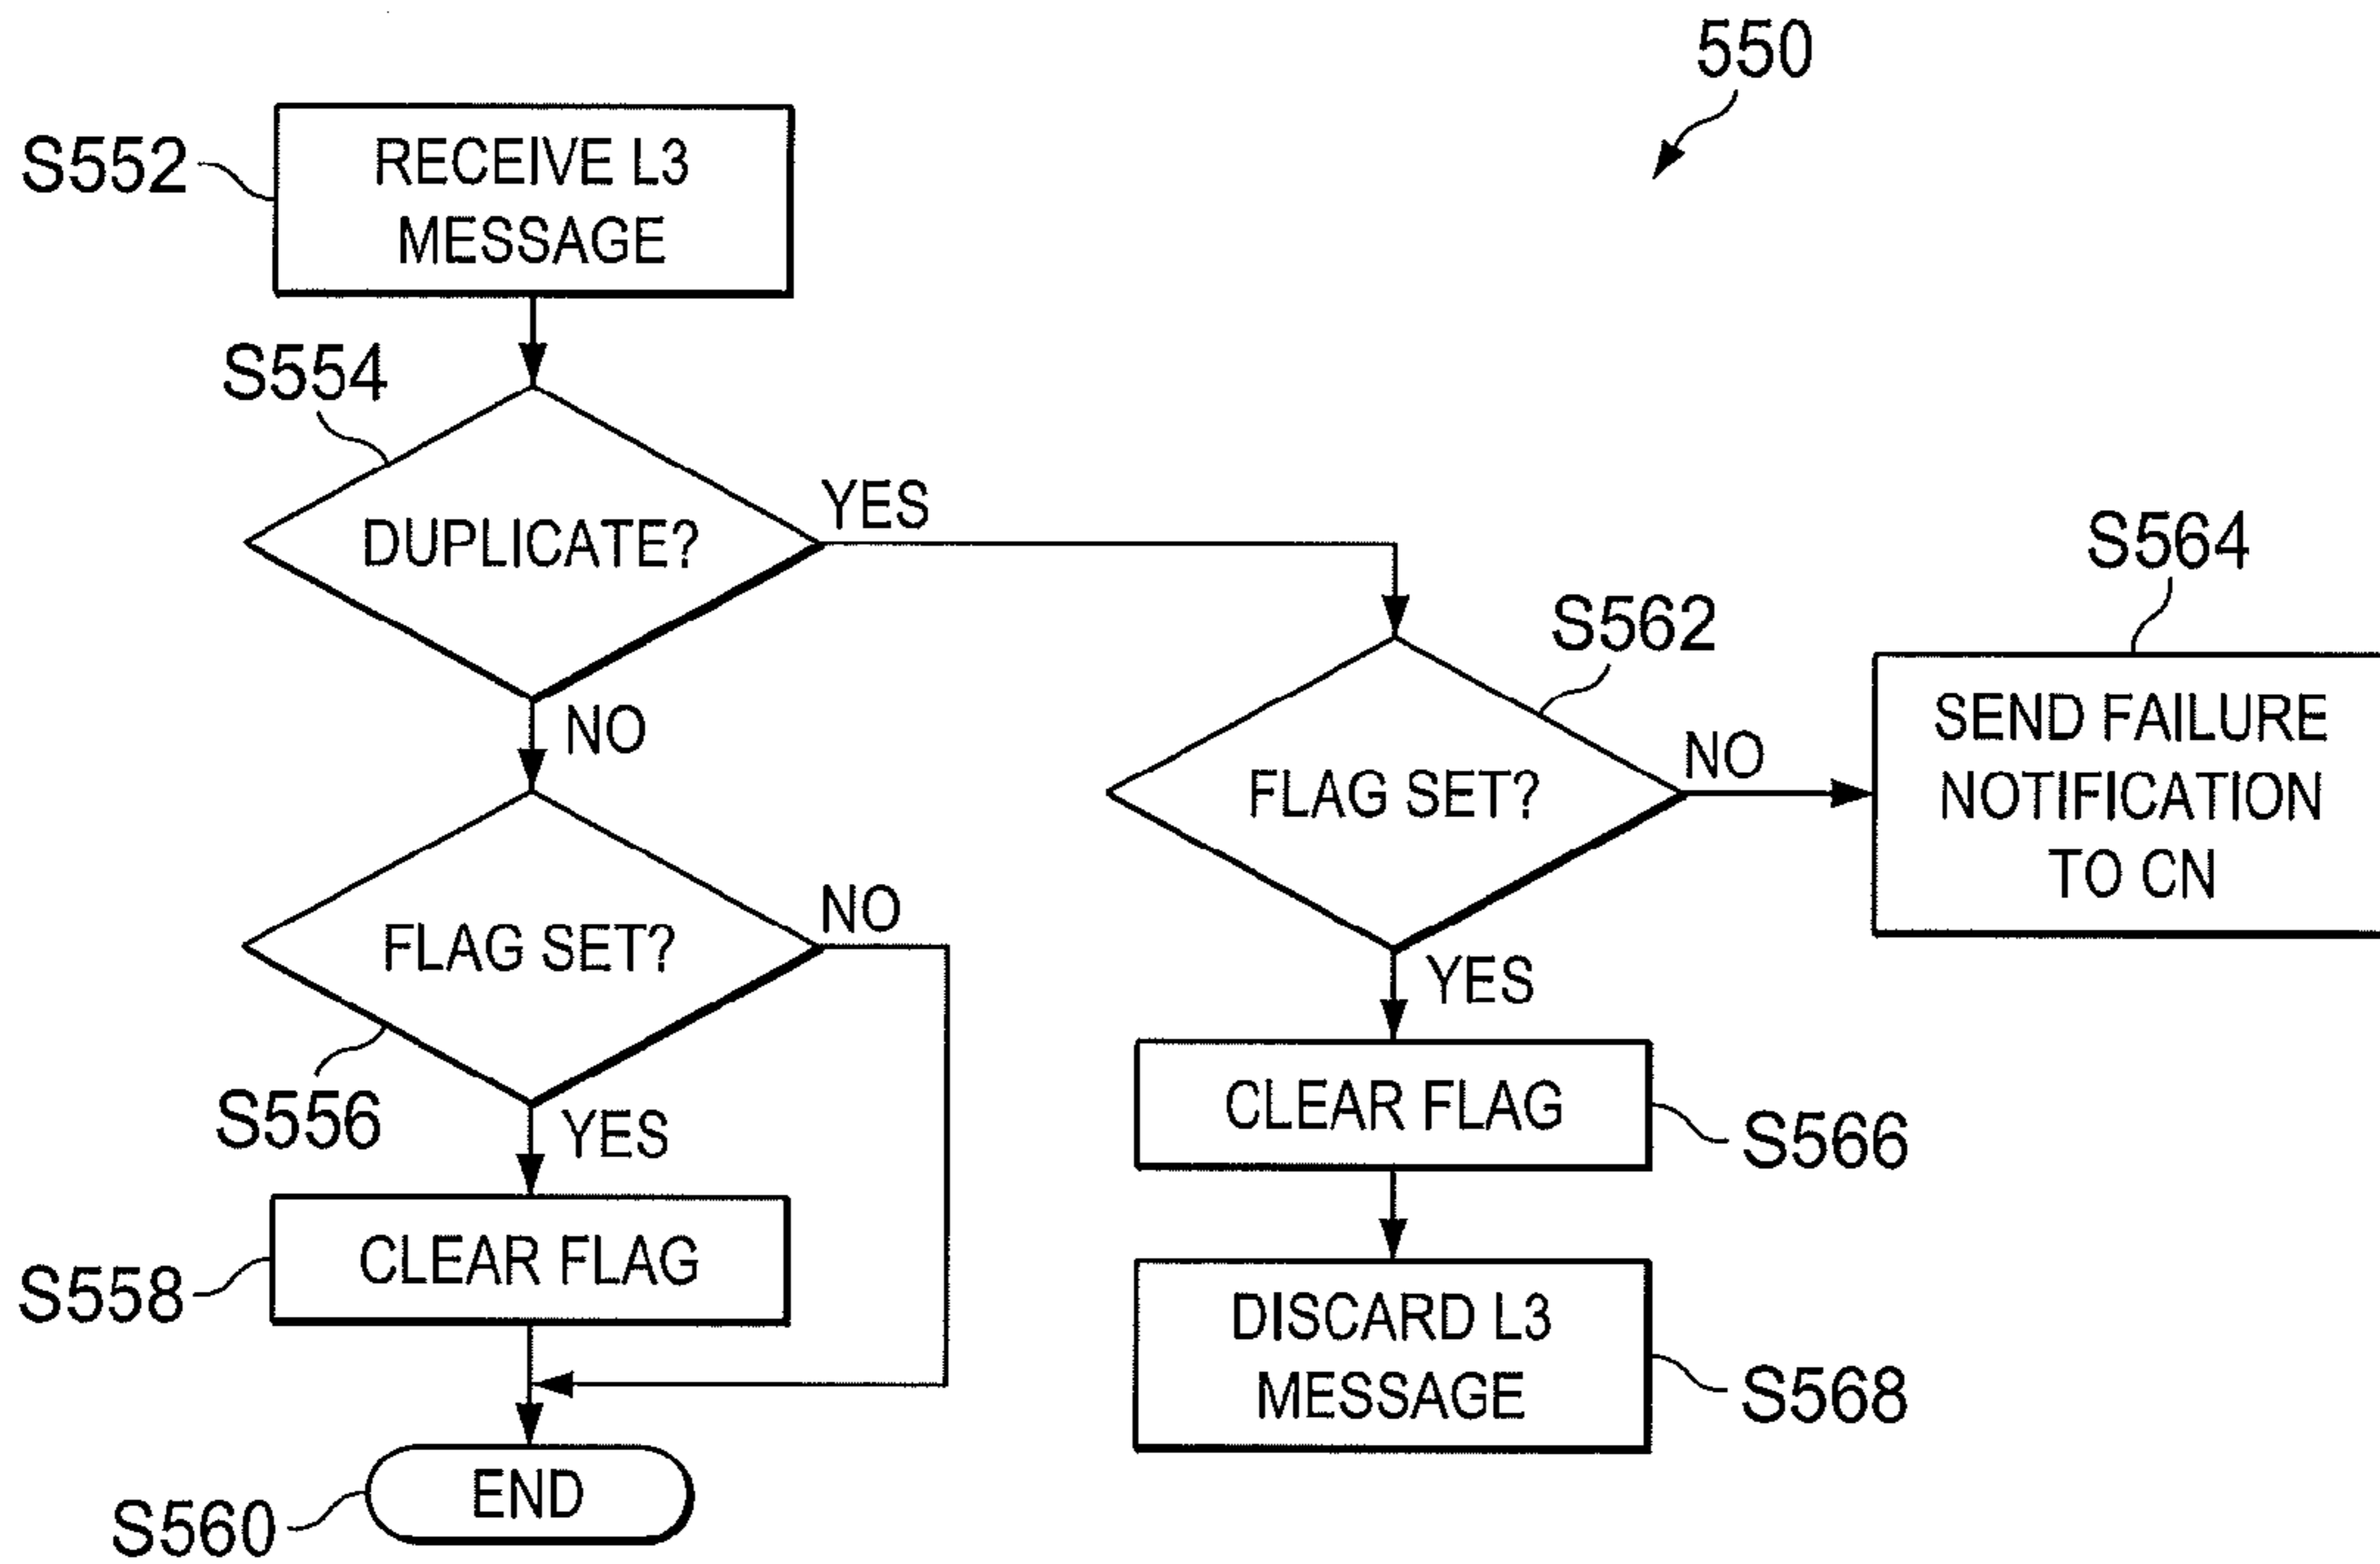 550
S552
RECEIVE L3
MESSAGE
S554
DUPLICATE?
YES
NO
S562
FLAG SET?
NO
S564
SEND FAILURE
NOTIFICATION
TO CN
YES
FLAG SET?
NO
S556
YES
CLEAR FLAG
S566
CLEAR FLAG
S558
DISCARD L3
MESSAGE
S568
END
S560